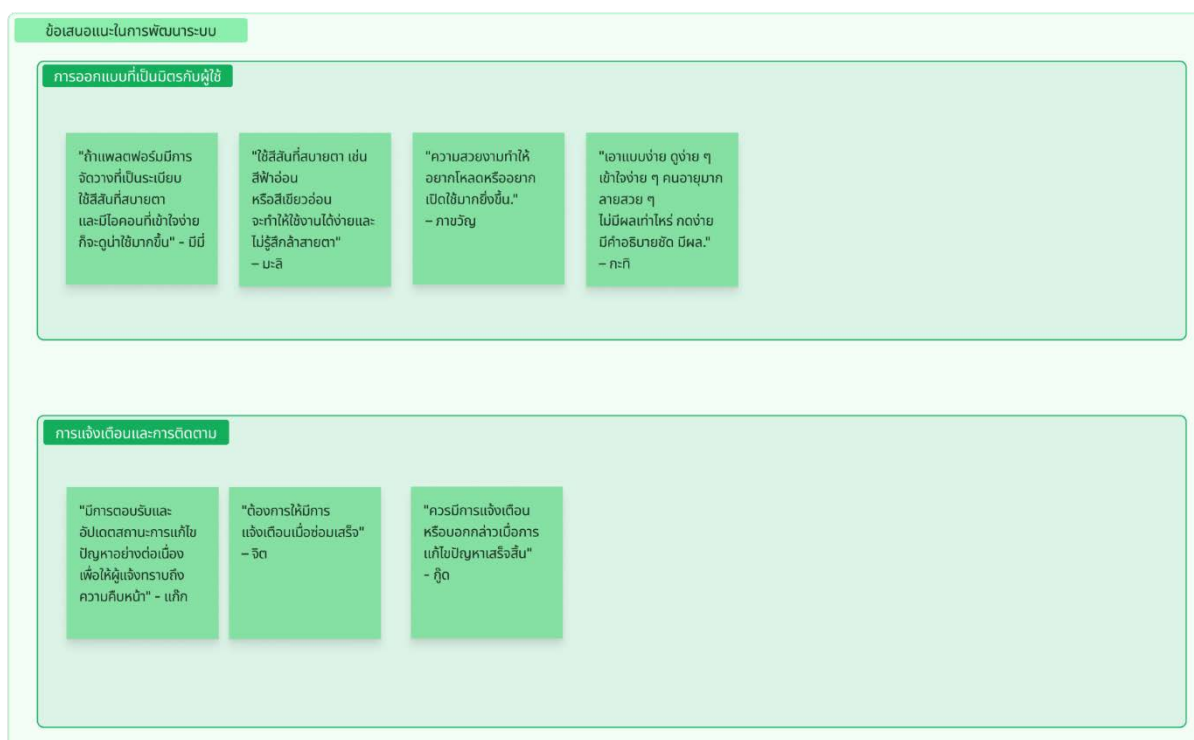 ข้อเสนอแนะในการพัฒนาระบบ
การออกแบบที่เป็นมิตรกับผู้ใช้
"ถ้าแพลตฟอร์มมีการ
จัดวางที่เป็นระเบียบ
ใช้สีสันที่สบายตา
และมีไอคอนที่เข้าใจง่าย
ก็จะดูน่าใช้มากขึ้น" - มีมี่
"ใช้สีสันที่สบายตา เช่น
สีฟ้าอ่อน
หรือสีเขียวอ่อน
จะทำให้ใช้งานได้ง่ายและ
ไม่รู้สึกล้าสายตา"
– มะลิ
"ความสวยงามทำให้
อยากโหลดหรืออยาก
เปิดใช้มากยิ่งขึ้น."
– ภาขวัญ
"เอาแบบง่าย ดูง่าย ๆ
เข้าใจง่าย ๆ คนอายุมาก
ลายสวย ๆ
ไม่มีผลเท่าไหร่ กดง่าย
มีคำอธิบายชัด มีผล."
– กะทิ
การแจ้งเตือนและการติดตาม
"มีการตอบรับและ
อัปเดตสถานะการแก้ไข
ปัญหาอย่างต่อเนื่อง
เพื่อให้ผู้แจ้งทราบถึง
ความคืบหน้า" - แก๊ก
"ต้องการให้มีการ
แจ้งเตือนเมื่อซ่อมเสร็จ"
– จิต
"ควรมีการแจ้งเตือน
หรือบอกกล่าวเมื่อการ
แก้ไขปัญหาเสร็จสิ้น"
- กู๊ด